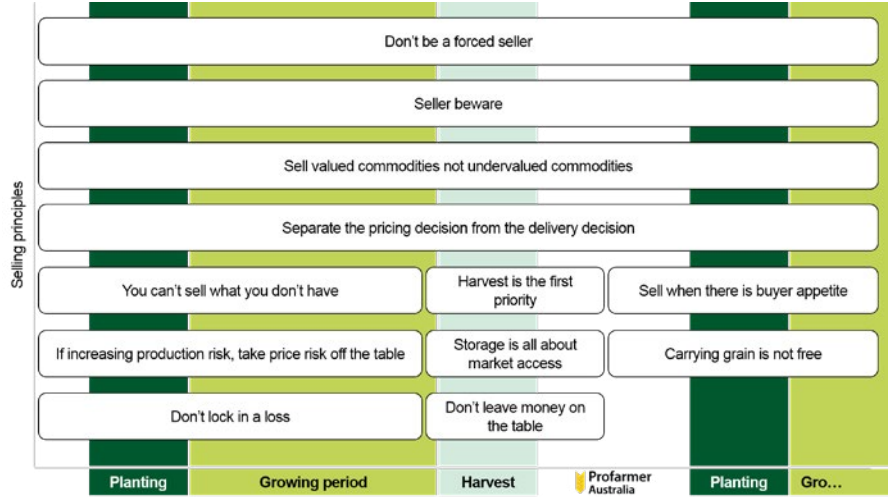 Selling principles
Don't be a forced seller
Seller beware
Sell valued commodities not undervalued commodities
Separate the pricing decision from the delivery decision
You can't sell what you don't have
Harvest is the first
priority
Sell when there is buyer appetite
If increasing production risk, take price risk off the table
Storage is all about
market access
Carrying grain is not free
Don't lock in a loss
Don't leave money on
the table
Planting
Growing period
Harvest
Profarmer
Australia
Planting
Gro…